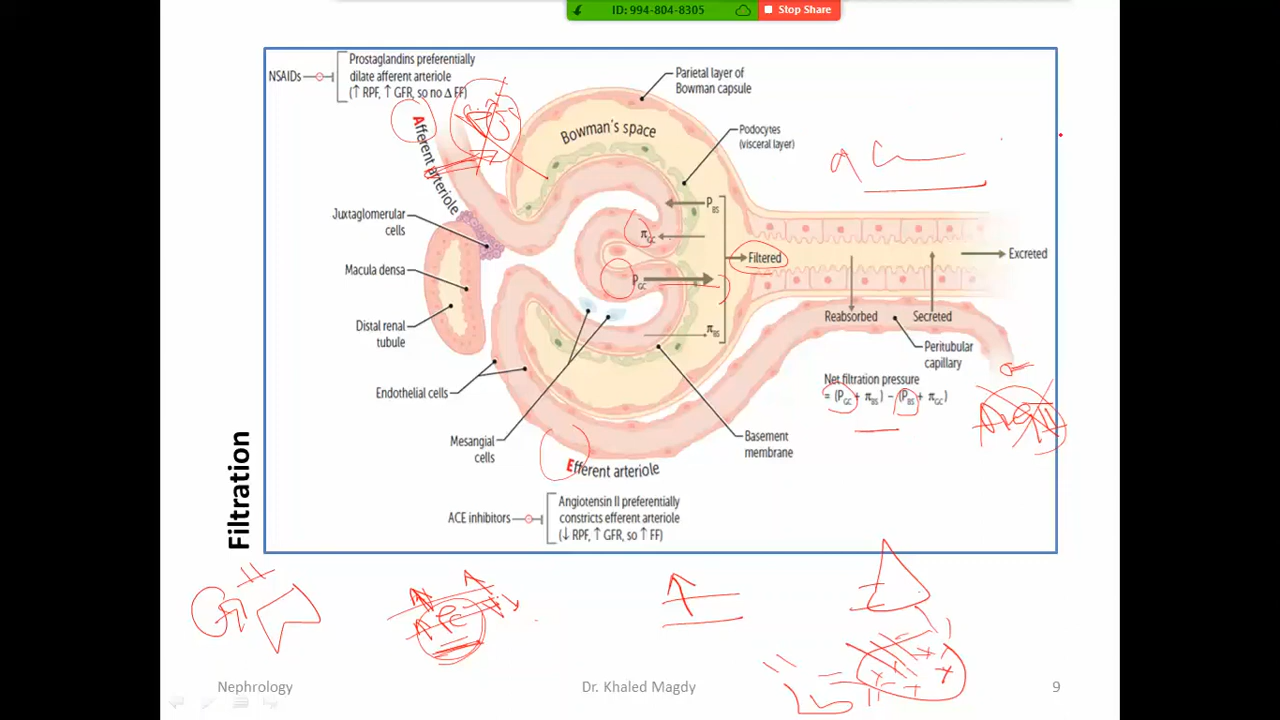 ID: 994-804-8305
Stop Share
NSAIDs
Prostaglandins preferentially
dilate afferent arteriole
(↑ RPF, ↑ GFR, so no Δ FF)
Parietal layer of
Bowman capsule
Afferent arteriole
Bowman's space
Podocytes
(visceral layer)
Juxtaglomerular
cells
PBS
πGC
Macula densa
Filtered
Excreted
PGC
Distal renal
tubule
πBS
Reabsorbed
Secreted
Peritubular
capillary
Endothelial cells
Net filtration pressure
= (PGC + πBS) – (PBS + πGC)
Mesangial
cells
Basement
membrane
Efferent arteriole
Filtration
ACE inhibitors
Angiotensin II preferentially
constricts efferent arteriole
(↓ RPF, ↑ GFR, so ↑ FF)
Nephrology
Dr. Khaled Magdy
9